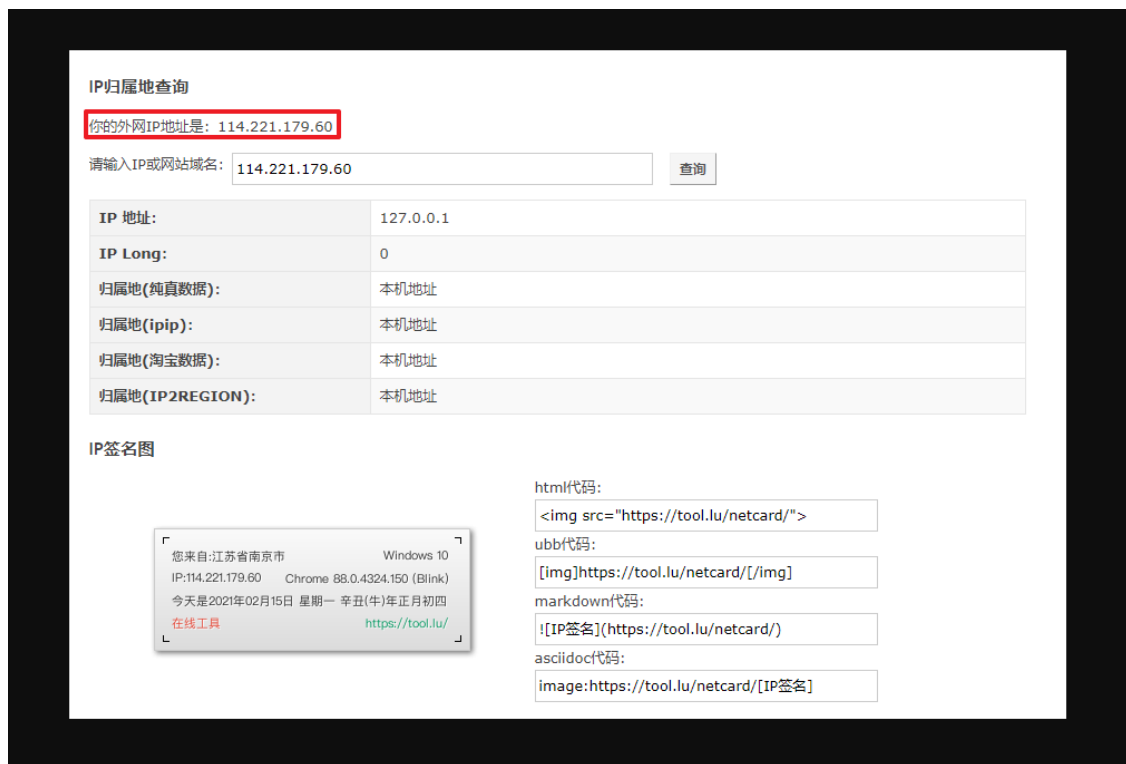 IP归属地查询
你的外网IP地址是: 114.221.179.60
请输入IP或网站域名: 114.221.179.60 查询
IP 地址: 127.0.0.1
IP Long: 0
归属地(纯真数据): 本机地址
归属地(ipip): 本机地址
归属地(淘宝数据): 本机地址
归属地(IP2REGION): 本机地址
IP签名图
html代码:
<img src="https://tool.lu/netcard/">
ubb代码:
[img]https://tool.lu/netcard/[/img]
markdown代码:
![IP签名](https://tool.lu/netcard/)
asciidoc代码:
image:https://tool.lu/netcard/[IP签名]
您来自:江苏省南京市 Windows 10
IP:114.221.179.60 Chrome 88.0.4324.150 (Blink)
今天是2021年02月15日 星期一 辛丑(牛)年正月初四
在线工具 https://tool.lu/